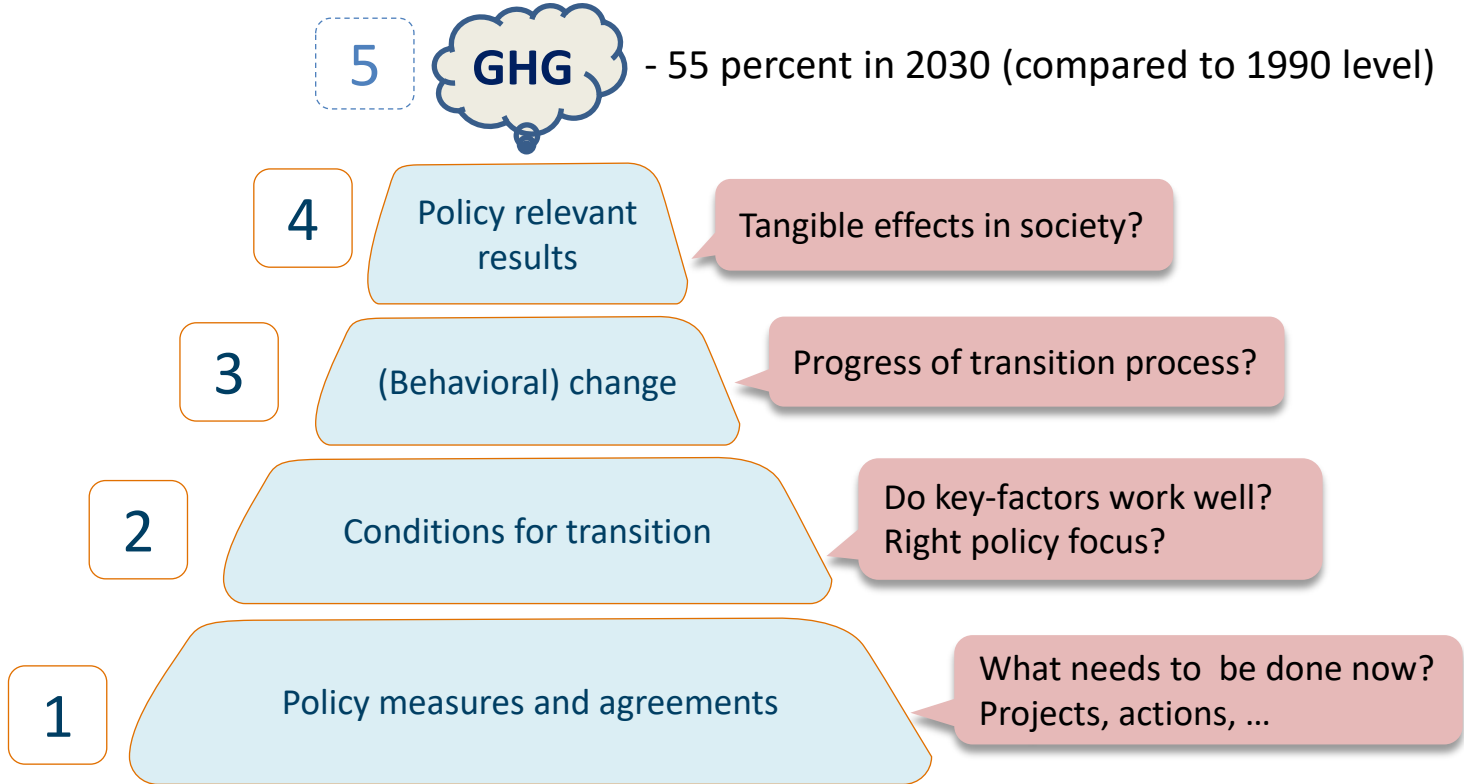 5
GHG
- 55 percent in 2030 (compared to 1990 level)
4
Policy relevant
results
Tangible effects in society?
3
(Behavioral) change
Progress of transition process?
2
Conditions for transition
Do key-factors work well?
Right policy focus?
1
Policy measures and agreements
What needs to  be done now?
Projects, actions, …